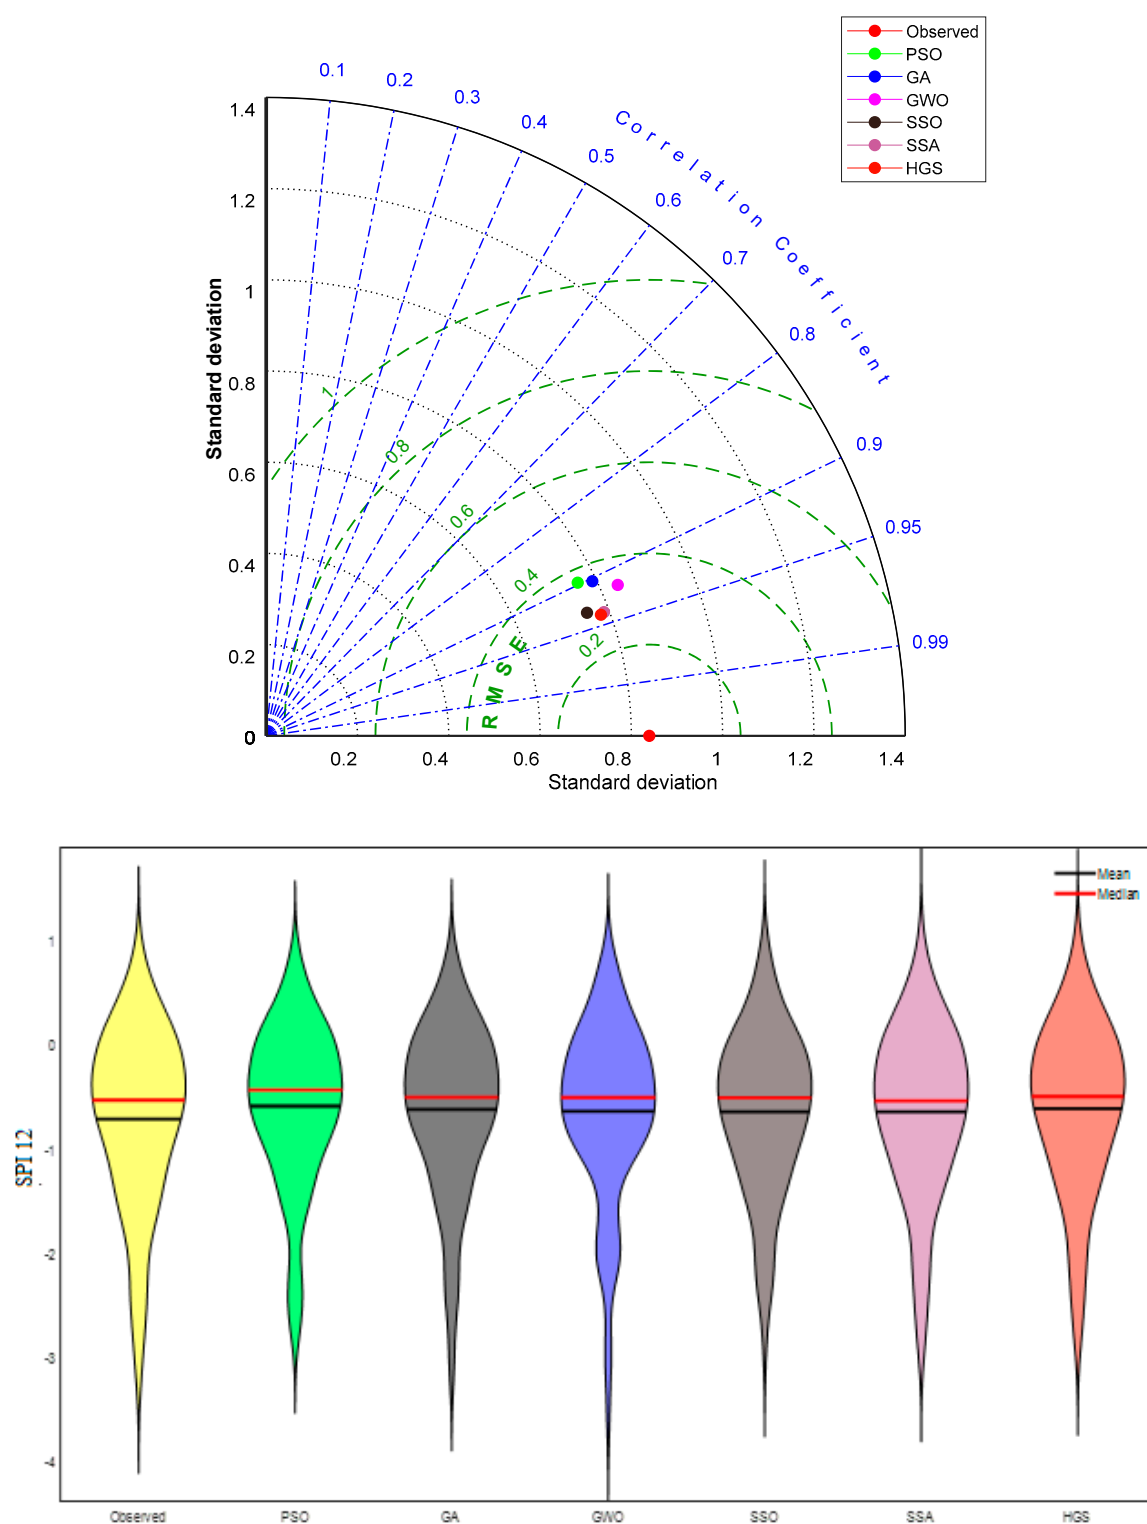 Observed
PSO
GA
GWO
SSO
SSA
HGS
0.1
0.2
0.3
0.4
0.5
0.6
0.7
0.8
0.9
0.95
0.99
Correlation Coefficient
1.4
1.2
1
0.8
0.6
0.4
0.2
0
Standard deviation
1
0.8
0.6
0.4
0.2
RMSE
0
0.2
0.4
0.6
0.8
1
1.2
1.4
Standard deviation
Mean
Median
1
0
-1
-2
-3
-4
SPI 12
Observed
PSO
GA
GWO
SSO
SSA
HGS